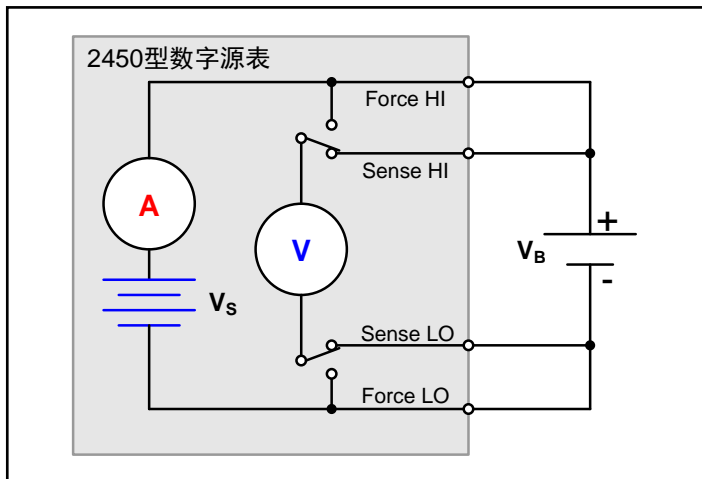 2450型数字源表
Force HI
Sense HI
A
V
VS
VB
+
-
Sense LO
Force LO